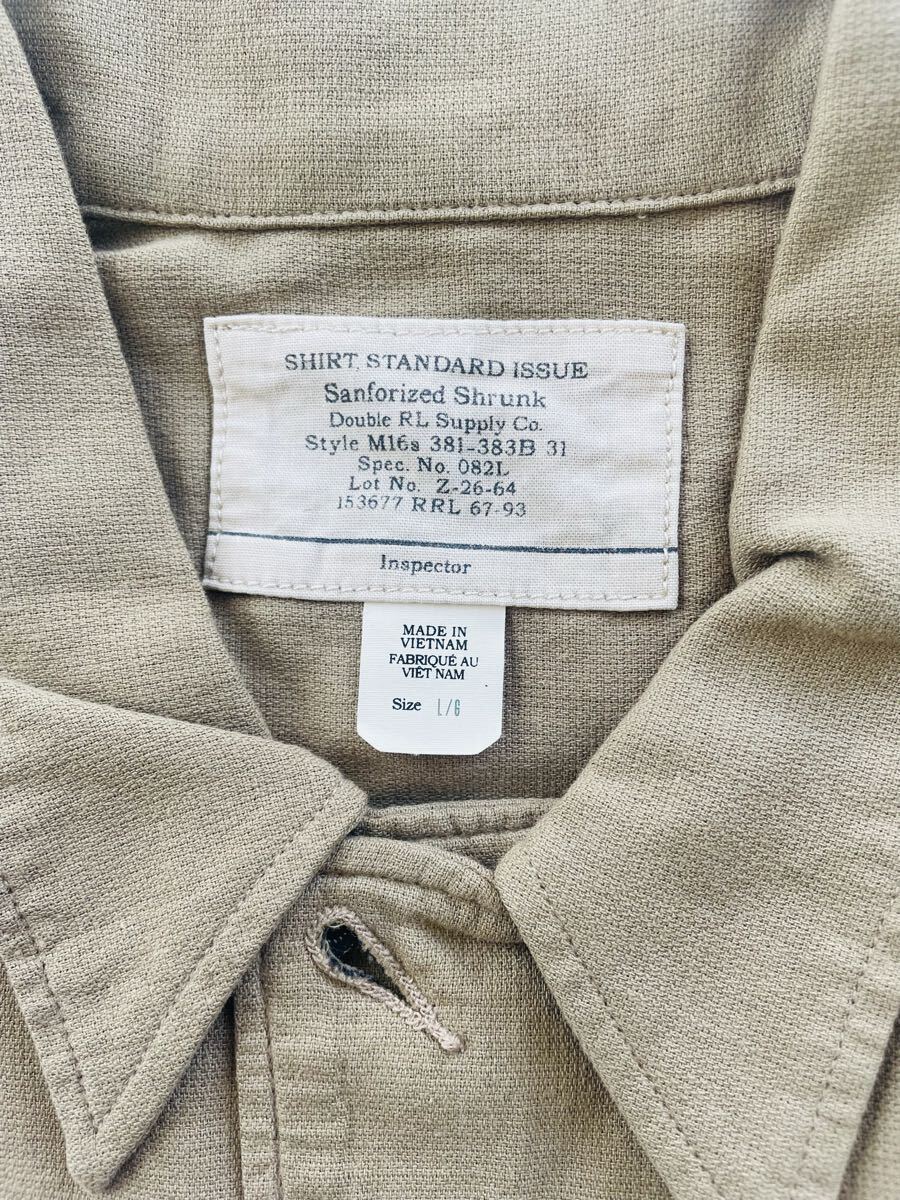 SHIRT, STANDARD ISSUE
Sanforized Shrunk
Double RL Supply Co.
Style M16s 381-383B 31
Spec. No. 082L
Lot No. Z-26-64
153677 RRL 67-93
Inspector
MADE IN
VIETNAM
FABRIQUÉ AU
VIÊT NAM
Size L/G